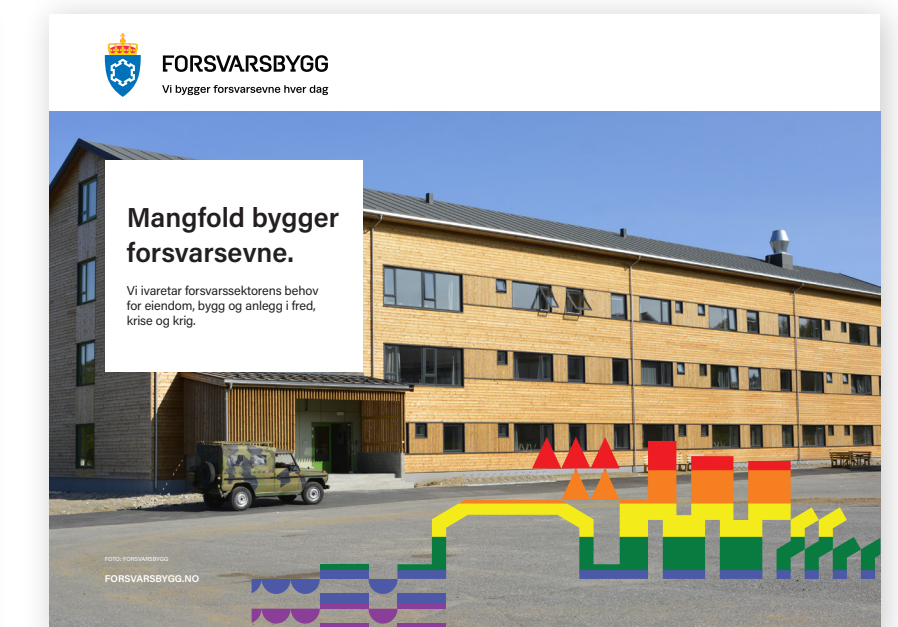 FORSVARSBYGG
Vi bygger forsvarsevne hver dag
Mangfold bygger
forsvarsevne.
Vi ivaretar forsvarssektorens behov
for eiendom, bygg og anlegg i fred,
krise og krig.
FOTO: FORSVARSBYGG
FORSVARSBYGG.NO